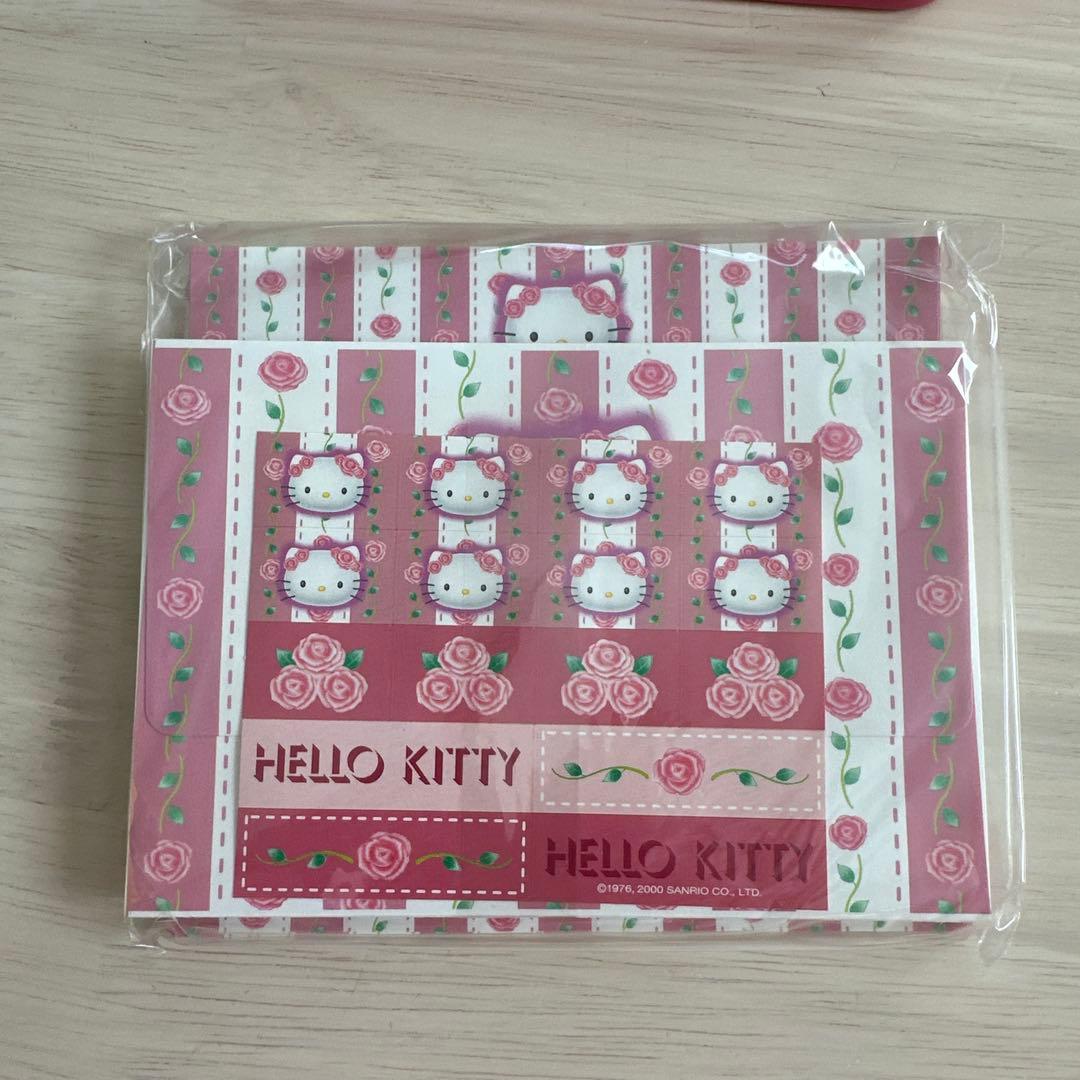 HELLO KITTY
HELLO KITTY
©1976, 2000 SANRIO CO., LTD.